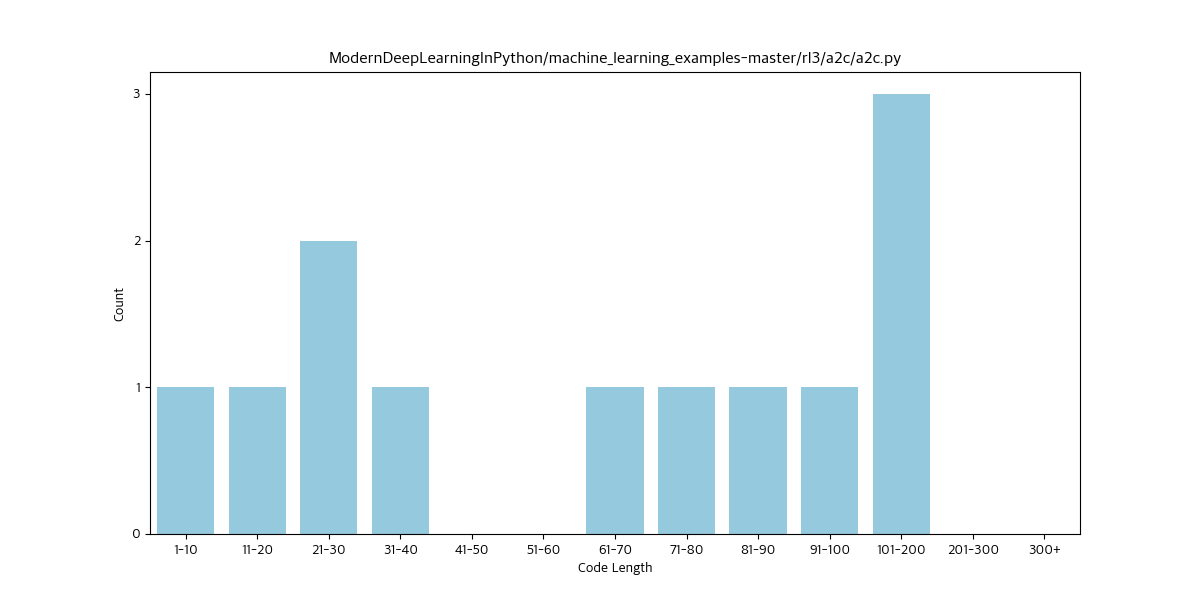 ModernDeepLearningInPython/machine_learning_examples-master/rl3/a2c/a2c.py
3
2
1
0
Count
1-10 11-20 21-30 31-40 41-50 51-60 61-70 71-80 81-90 91-100 101-200 201-300 300+
Code Length